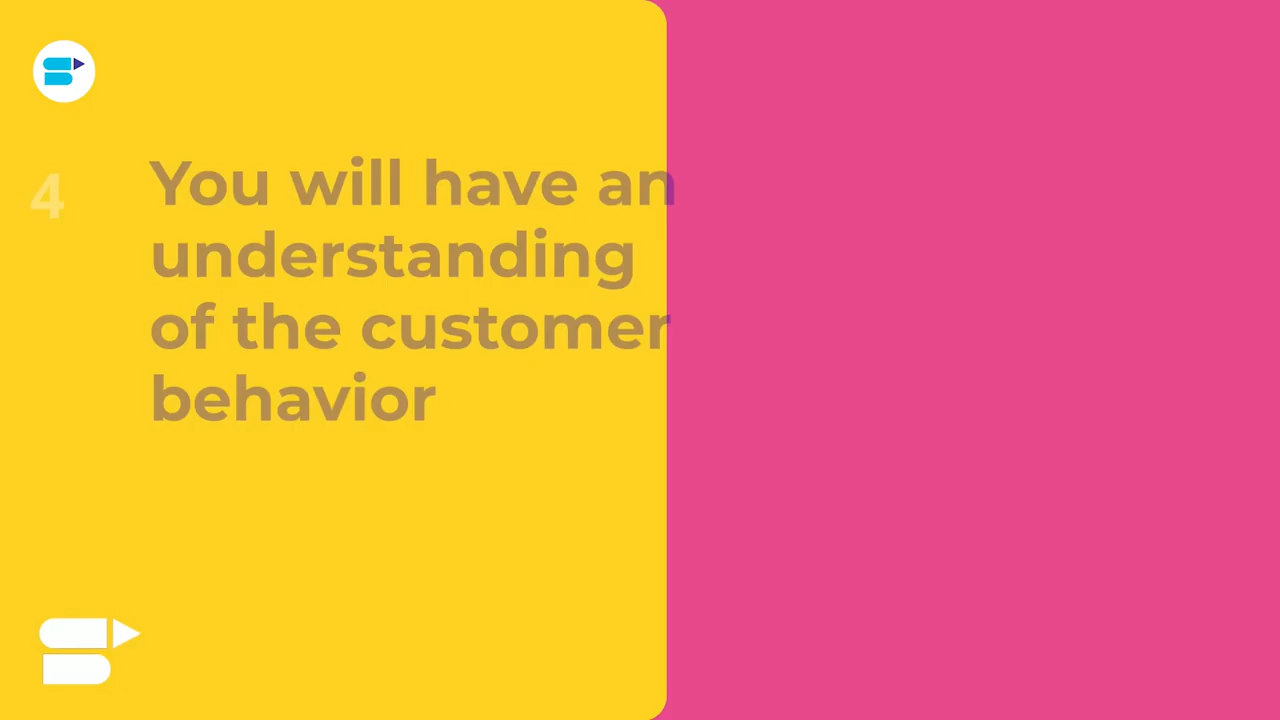 4
You will have an
understanding
of the customer
behavior